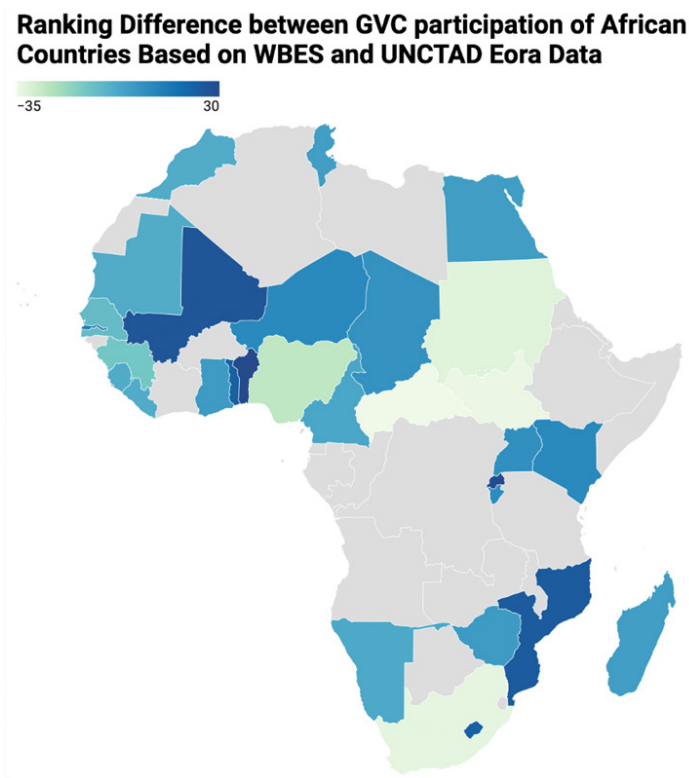 Ranking Difference between GVC participation of African
Countries Based on WBES and UNCTAD Eora Data
−35 30